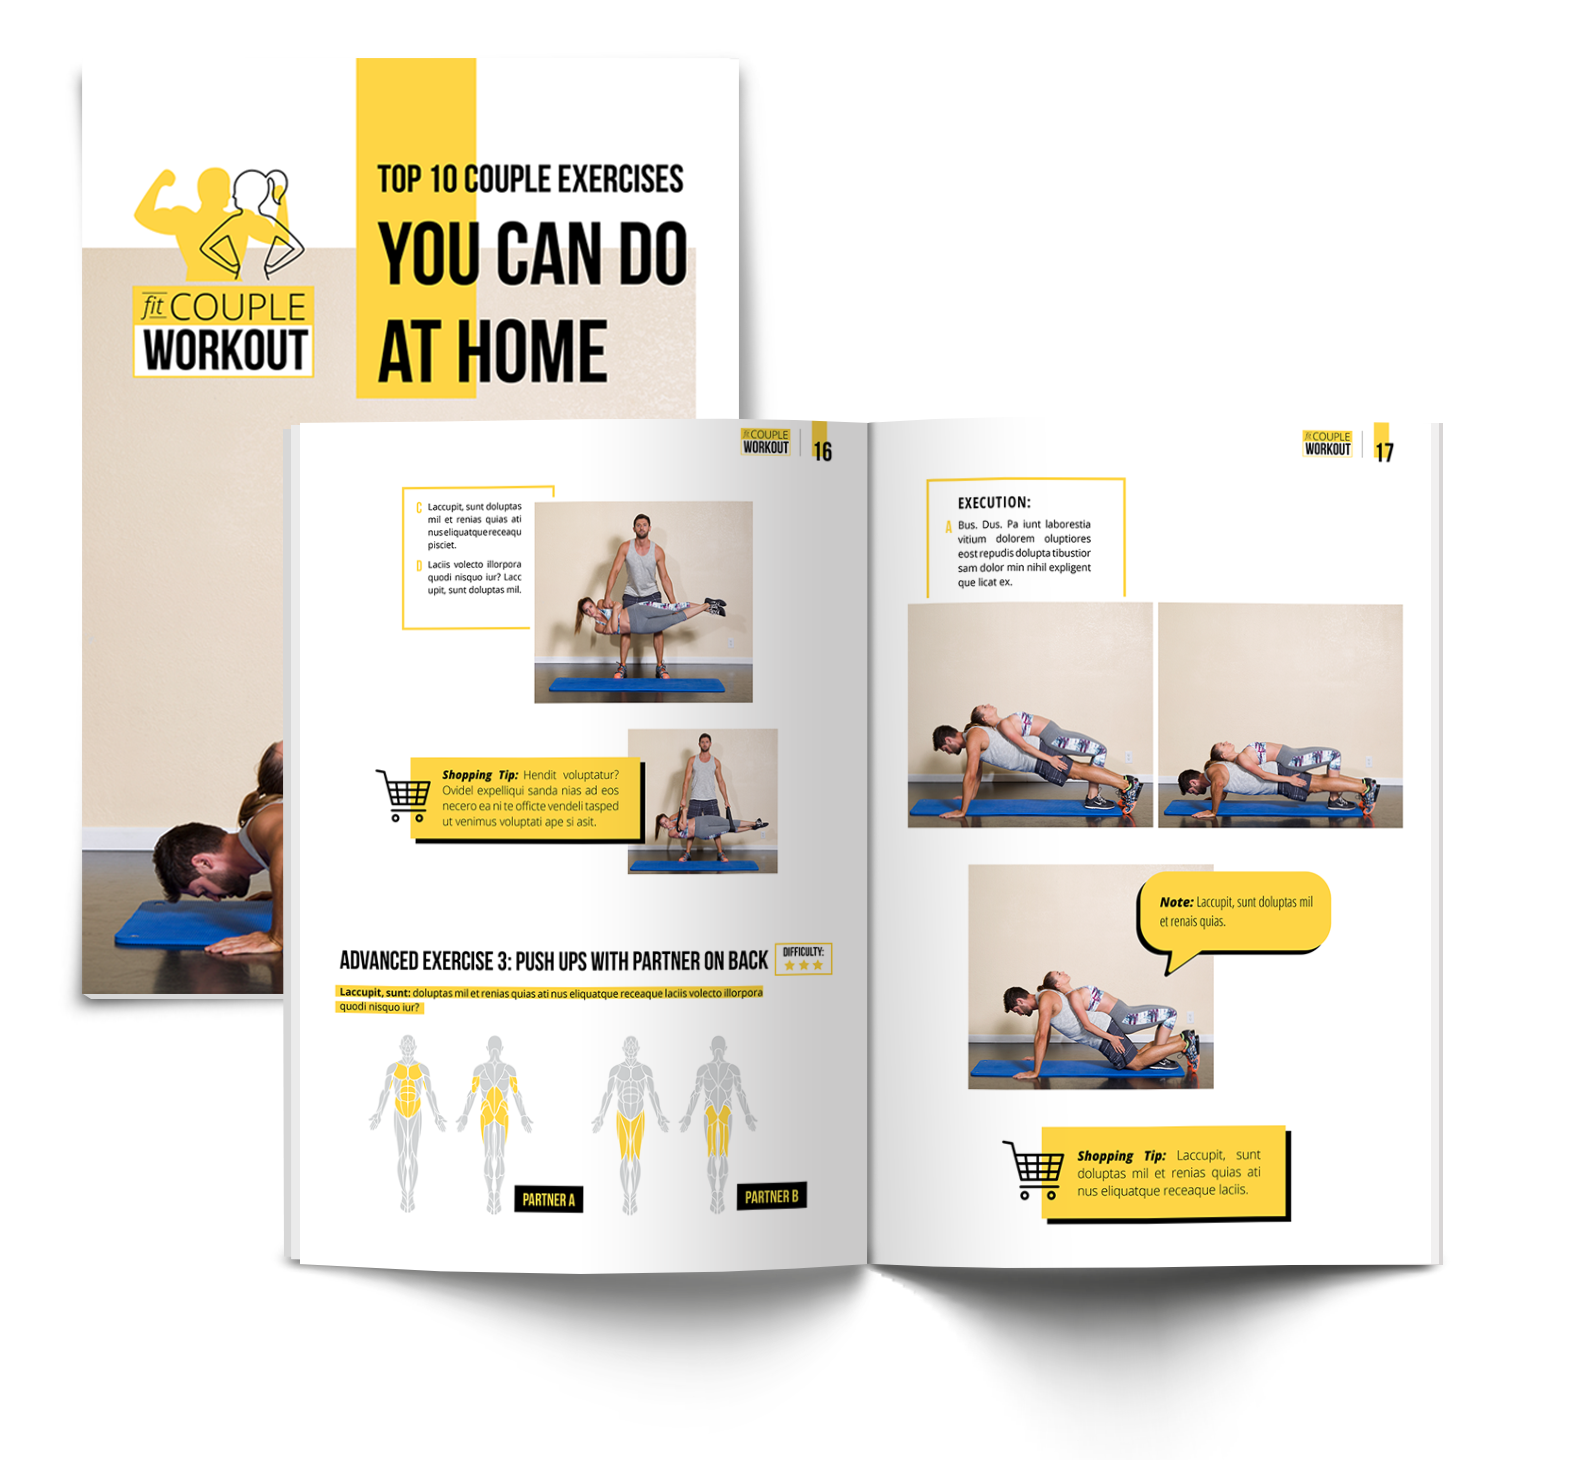 TOP 10 COUPLE EXERCISES
YOU CAN DO
AT HOME
fit COUPLE
WORKOUT
fit COUPLE
WORKOUT
16
C Laccupit, sunt doluptas
mil et renias quias ati
nus eliquatque receaqu
pisciet.
D Laciis volecto illorpora
quodi nisquo iur? Lacc
upit, sunt doluptas mil.
Shopping Tip: Hendit voluptatur?
Ovidel expelliqui sanda nias ad eos
necero ea ni te officte vendeli tasped
ut venimus voluptati ape si asit.
ADVANCED EXERCISE 3: PUSH UPS WITH PARTNER ON BACK
DIFFICULTY:
Laccupit, sunt: doluptas mil et renias quias ati nus eliquatque receaque laciis volecto illorpora
quodi nisquo iur?
PARTNER A
PARTNER B
fit COUPLE
WORKOUT
17
EXECUTION:
A Bus. Dus. Pa iunt laborestia
vitium dolorem oluptiores
eost repudis dolupta tibustior
sam dolor min nihil expligent
que licat ex.
Note: Laccupit, sunt doluptas mil
et renais quias.
Shopping Tip: Laccupit, sunt
doluptas mil et renias quias ati
nus eliquatque receaque laciis.